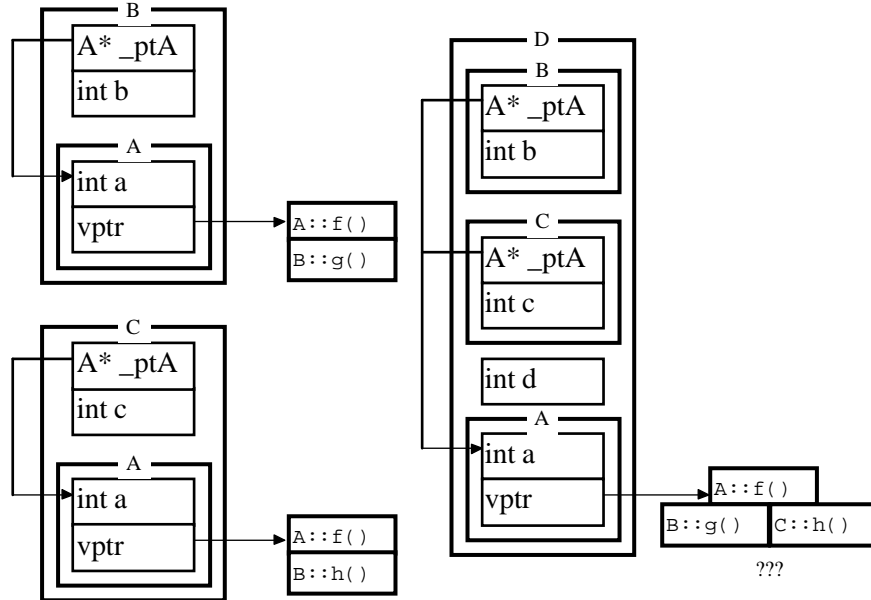 B
A* _ptA
int b
A
int a
vptr
A::f()
B::g()
C
A* _ptA
int c
A
int a
vptr
A::f()
B::h()
D
B
A* _ptA
int b
C
A* _ptA
int c
int d
A
int a
vptr
A::f()
B::g() C::h()
???